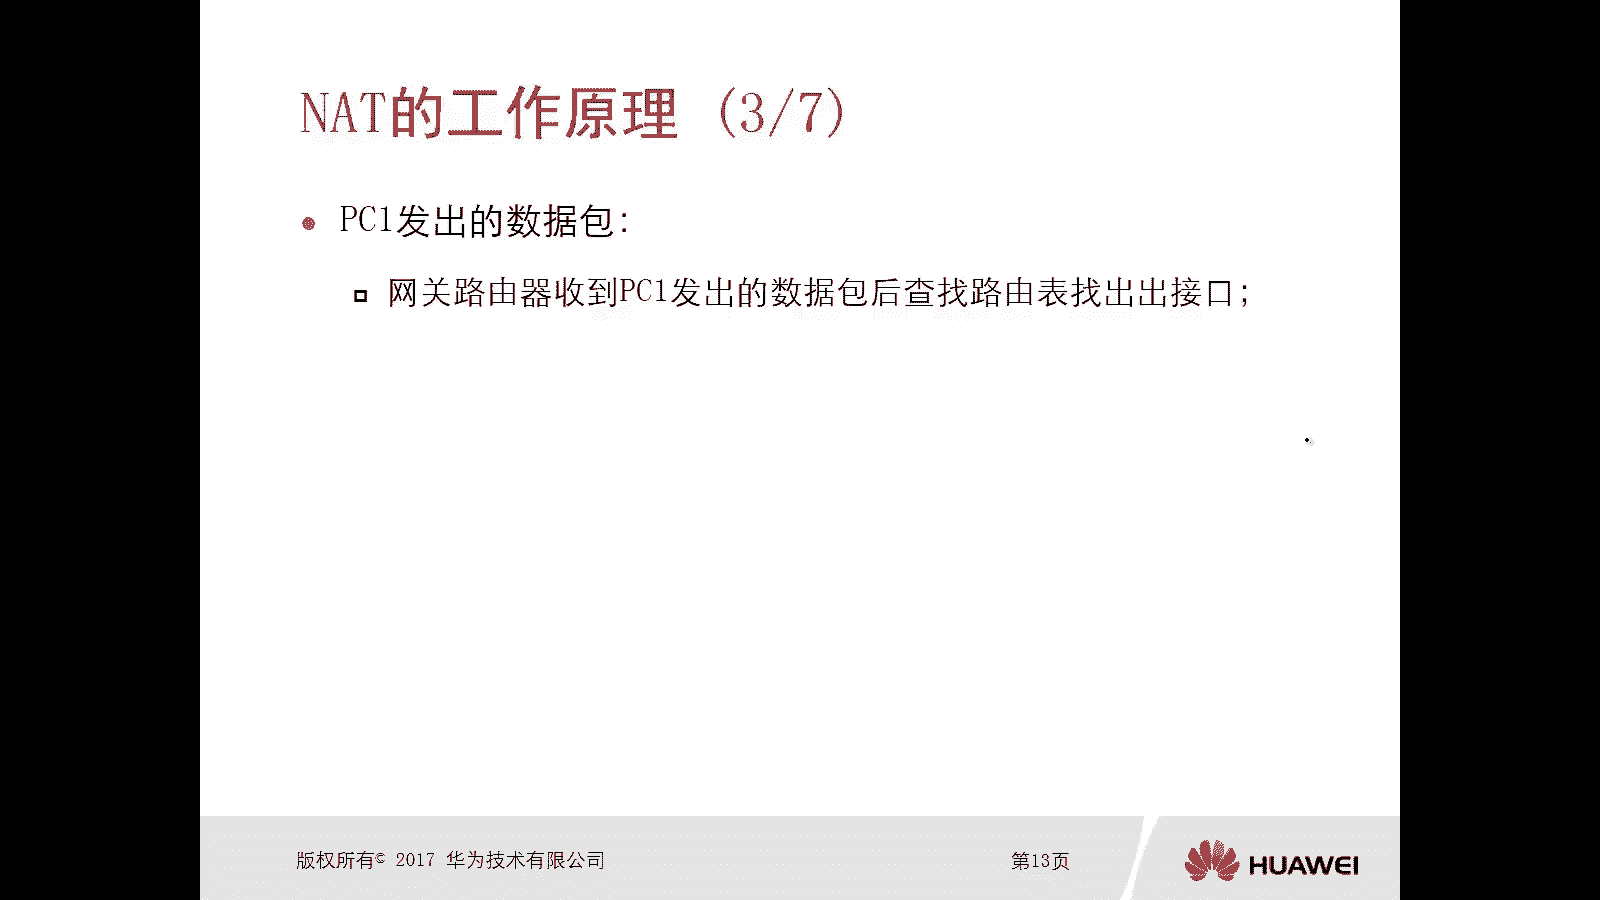 NAT的工作原理 (3/7)
PC1发出的数据包:
网关路由器收到PC1发出的数据包后查找路由表找出出接口;
版权所有© 2017 华为技术有限公司
第13页
HUAWEI